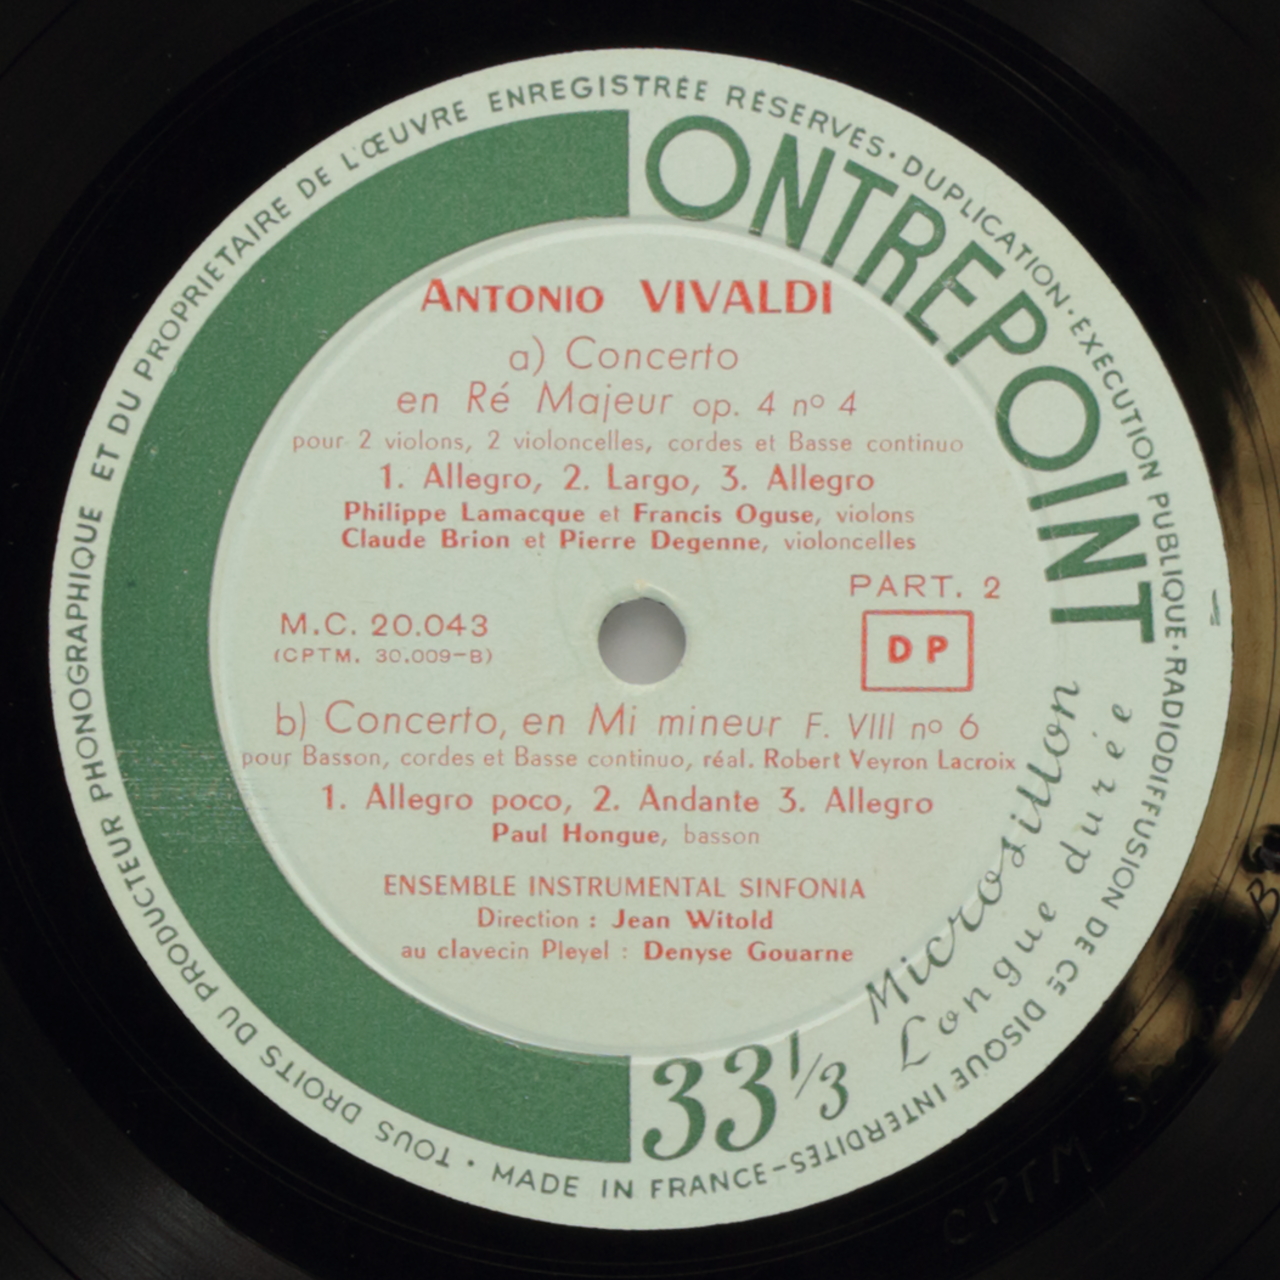 TOUS DROITS DU PRODUCTEUR PHONOGRAPHIQUE ET DU PROPRIÉTAIRE DE L'ŒUVRE ENREGISTRÉE RÉSERVÉS · DUPLICATION · EXÉCUTION PUBLIQUE · RADIODIFFUSION DE CE DISQUE INTERDITES - MADE IN FRANCE ·
ONTREPOINT
ANTONIO VIVALDI
a) Concerto
en Ré Majeur op. 4 nº 4
pour 2 violons, 2 violoncelles, cordes et Basse continuo
1. Allegro, 2. Largo, 3. Allegro
Philippe Lamacque et Francis Oguse, violons
Claude Brion et Pierre Degenne, violoncelles
PART. 2
M.C. 20.043
(CPTM. 30.009-B)
DP
b) Concerto, en Mi mineur F. VIII nº 6
pour Basson, cordes et Basse continuo, réal. Robert Veyron Lacroix
1. Allegro poco, 2. Andante 3. Allegro
Paul Hongue, basson
ENSEMBLE INSTRUMENTAL SINFONIA
Direction : Jean Witold
au clavecin Pleyel : Denyse Gouarne
33 1/3
Microsillon
Longue durée
CPTM